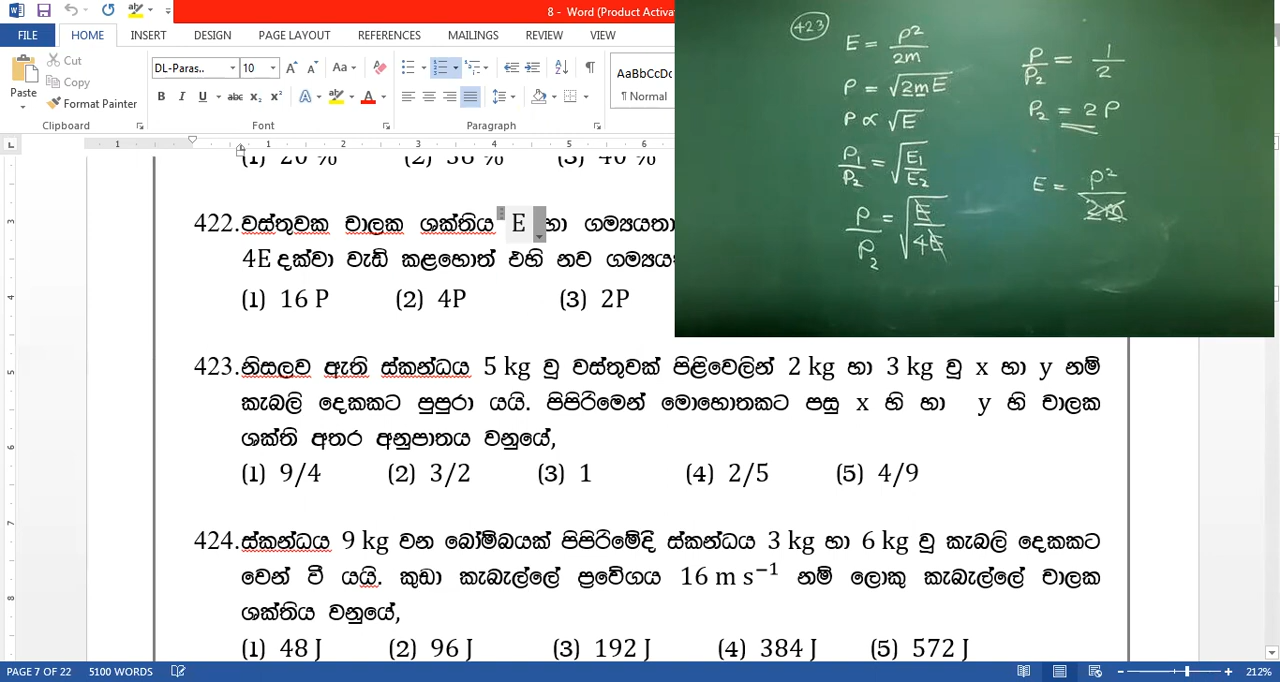 8 - Word (Product Activa
FILE HOME INSERT DESIGN PAGE LAYOUT REFERENCES MAILINGS REVIEW VIEW
Cut
Copy
Format Painter
Paste
Clipboard
DL-Paras.. 10
Font
Paragraph
AaBbCcDc
¶ Normal
(1) 20 % (2) 36 % (3) 40 %
422. වස්තුවක චාලක ශක්තිය E හා ගම්‍යතා
4E දක්වා වැඩි කළහොත් එහි නව ගම්‍ය
(1) 16 P (2) 4P (3) 2P
423. නිසලව ඇති ස්කන්ධය 5 kg වූ වස්තුවක් පිළිවෙලින් 2 kg හා 3 kg වූ x හා y නම්
කැබලි දෙකකට පුපුරා යයි. පිපිරීමෙන් මොහොතකට පසු x හි හා y හි චාලක
ශක්ති අතර අනුපාතය වනුයේ,
(1) 9/4 (2) 3/2 (3) 1 (4) 2/5 (5) 4/9
424. ස්කන්ධය 9 kg වන බෝම්බයක් පිපිරීමේදී ස්කන්ධය 3 kg හා 6 kg වූ කැබලි දෙකකට
වෙන් වී යයි. කුඩා කැබැල්ලේ ප්‍රවේගය 16 m s⁻¹ නම් ලොකු කැබැල්ලේ චාලක
ශක්තිය වනුයේ,
(1) 48 J (2) 96 J (3) 192 J (4) 384 J (5) 572 J
423
E = P²/2m
P = √2mE
P ∝ √E
P₁/P₂ = √E₁/E₂
P/P₂ = √E/4E
P/P₂ = 1/2
P₂ = 2P
E = P²/2m
PAGE 7 OF 22 5100 WORDS 212%